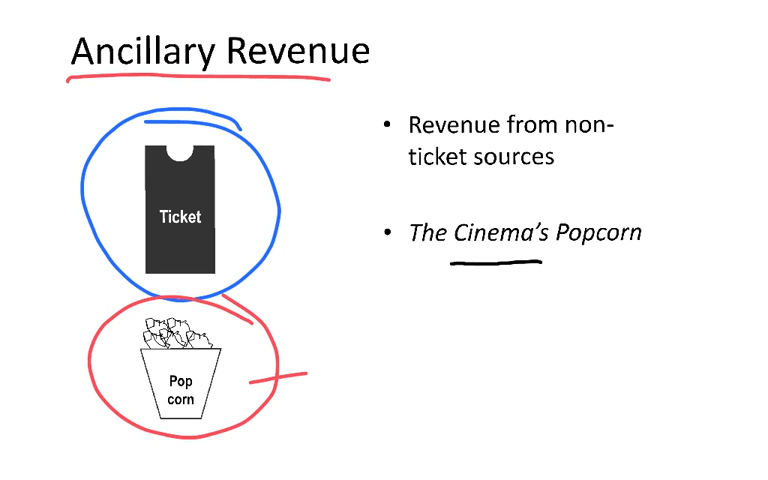 Ancillary Revenue
Ticket
Pop
corn
• Revenue from non-
ticket sources
• The Cinema's Popcorn